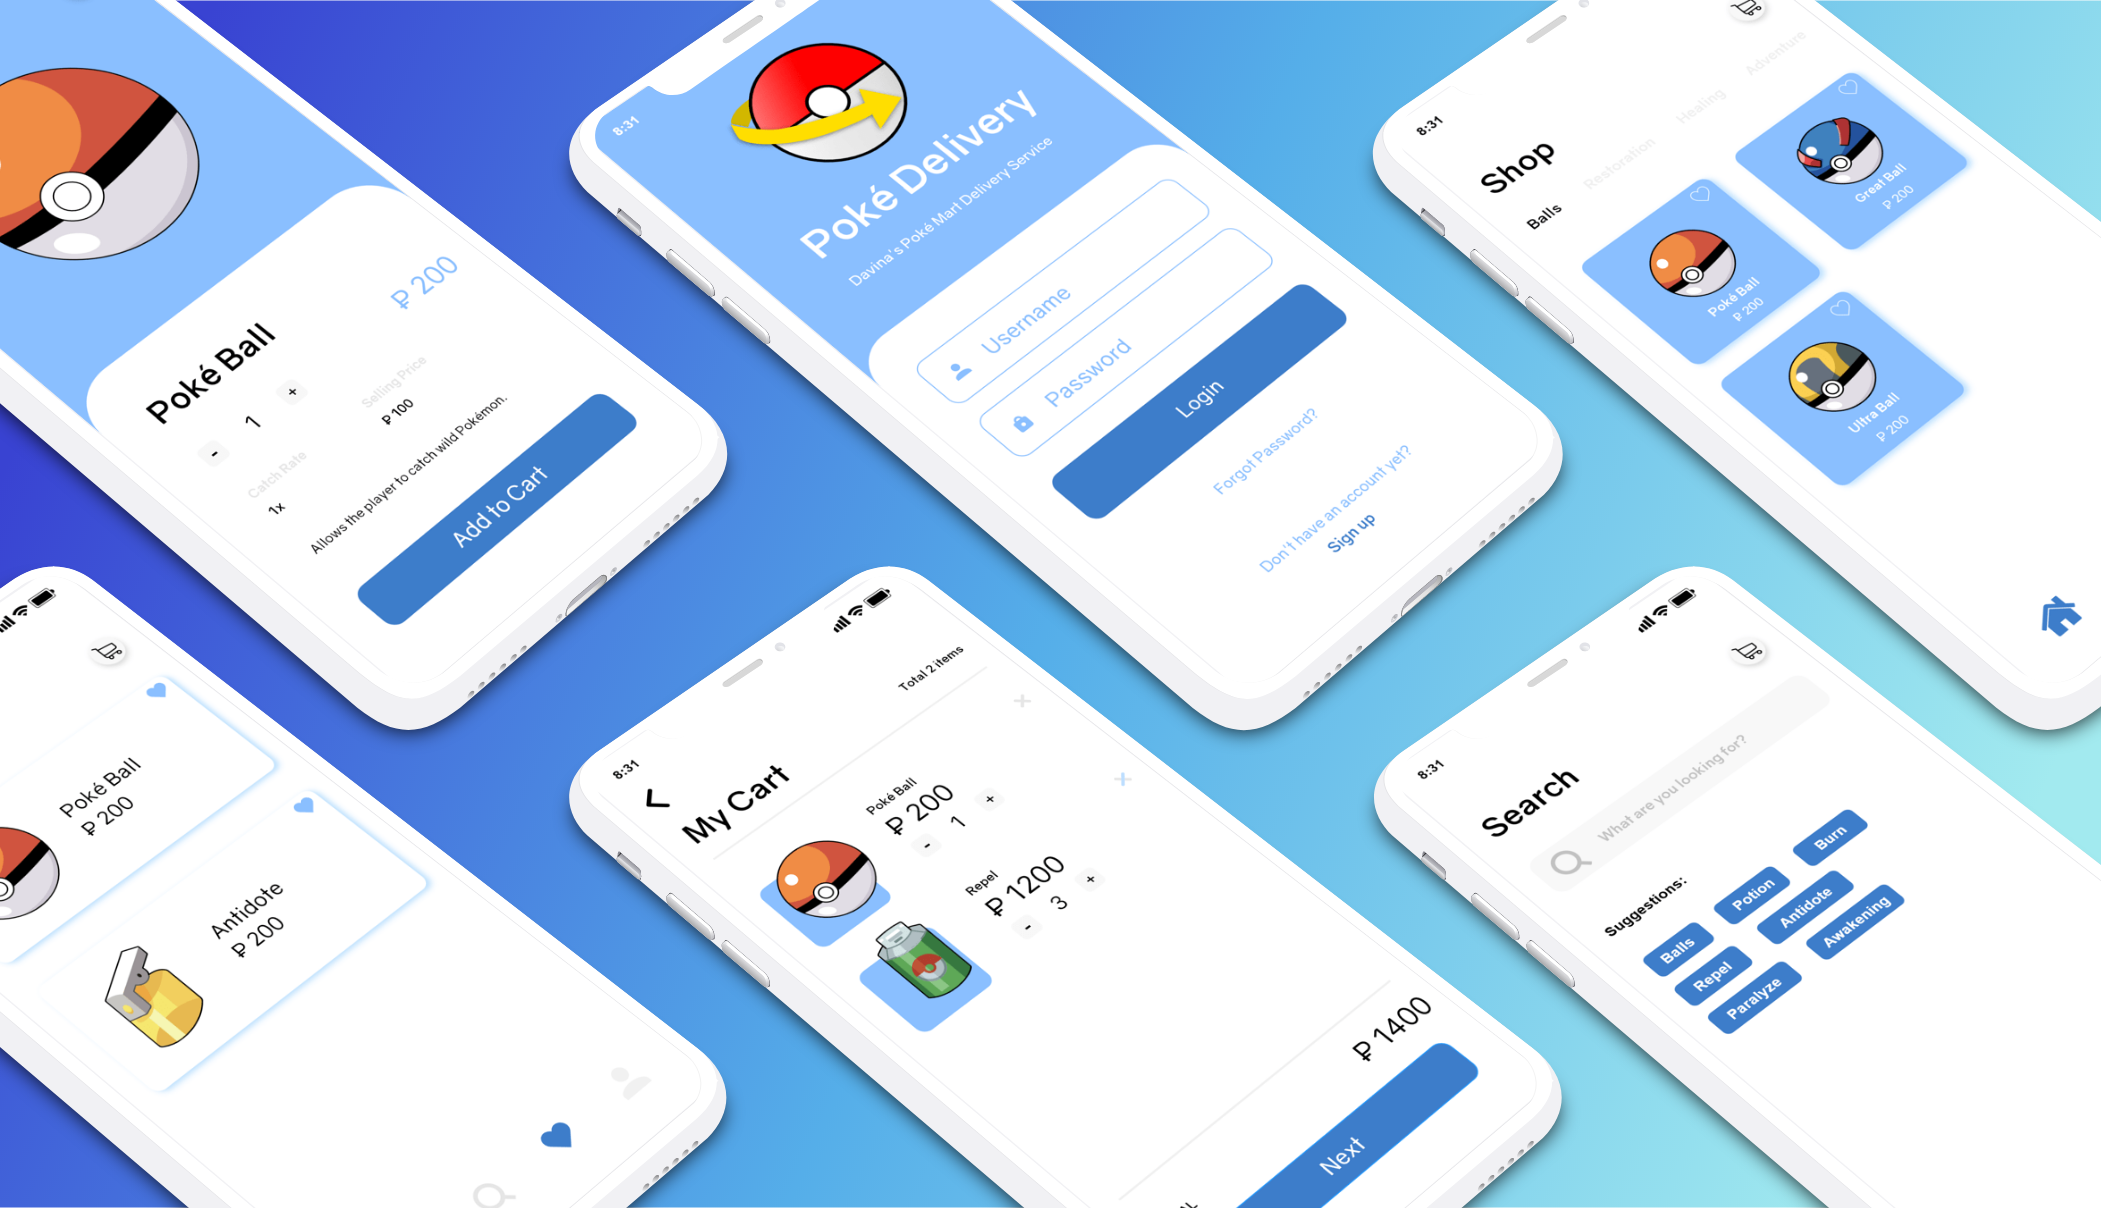 Poké Ball
₽ 200
-
1
+
Catch Rate
1x
Selling Price
₽ 100
Allows the player to catch wild Pokémon.
Add to Cart
8:31
Poké Delivery
Davina's Poké Mart Delivery Service
Username
Password
Login
Forgot Password?
Don't have an account yet?
Sign up
8:31
Shop
Balls
Restoration
Healing
Adventure
Poké Ball
₽ 200
Great Ball
₽ 200
Ultra Ball
₽ 200
Poké Ball
₽ 200
Antidote
₽ 200
8:31
My Cart
Total 2 items
Poké Ball
₽ 200
-
1
+
Repel
₽ 1200
-
3
+
₽ 1400
Next
8:31
Search
What are you looking for?
Suggestions:
Balls
Potion
Burn
Repel
Antidote
Paralyze
Awakening